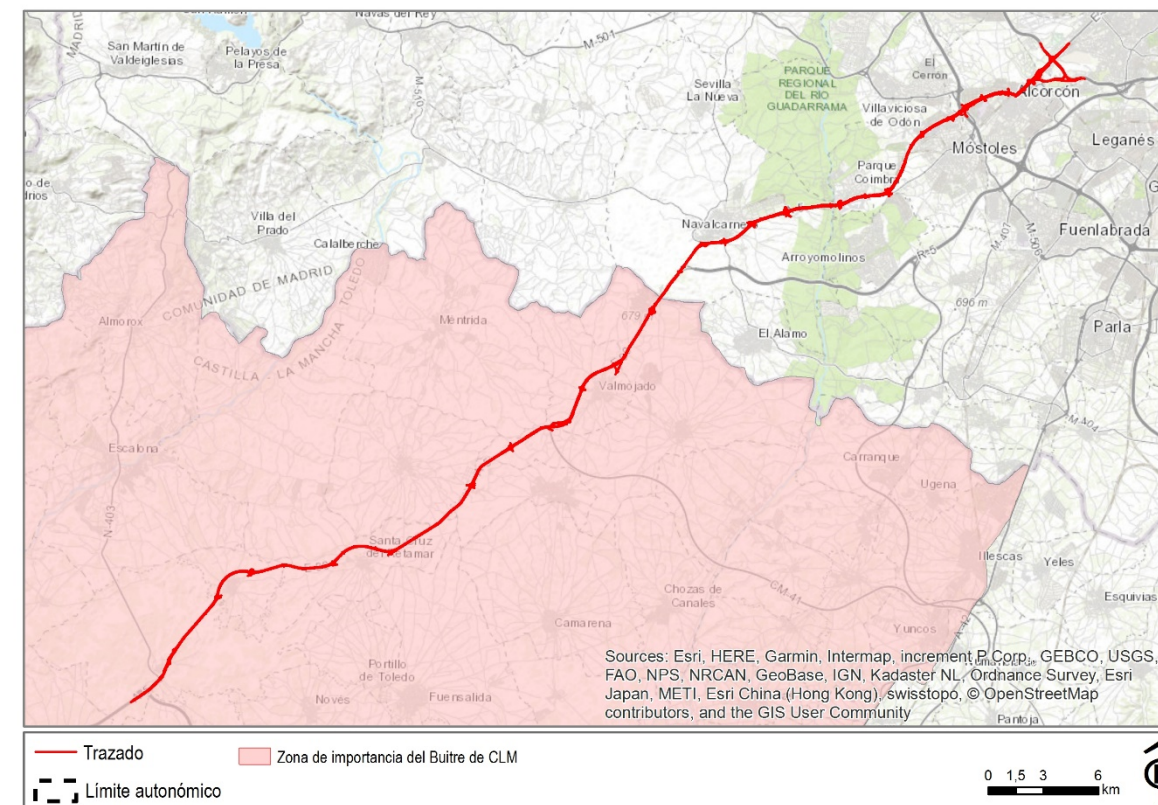 Navas del Rey
M-501
MADRID
San Martín de
Valdeiglesias
Pelayos de
la Presa
M-530
El
Cerrón
PARQUE
REGIONAL
DEL RÍO
GUADARRAMA
Sevilla
La Nueva
Villaviciosa
de Odón
Alcorcón
Leganés
Móstoles
Parque
Coimbra
Villa del
Prado
Calalberche
Navalcarne
Fuenlabrada
M-407
M-506
R-5
Arroyomolinos
COMUNIDAD DE MADRID
TOLEDO
CASTILLA - LA MANCHA
696 m
Almorox
Méntrida
679
El Alamo
Parla
Valmojado
M-404
Escalona
Carranque
Ugena
N-403
Santa Cruz
del Retamar
Illescas
Yeles
Chozas de
Canales
CM-41
Esquivias
Camarena
Yuncos
A-42
Portillo
de Toledo
Novés
Fuensalida
Pantoja
Sources: Esri, HERE, Garmin, Intermap, increment P Corp., GEBCO, USGS,
FAO, NPS, NRCAN, GeoBase, IGN, Kadaster NL, Ordnance Survey, Esri
Japan, METI, Esri China (Hong Kong), swisstopo, © OpenStreetMap
contributors, and the GIS User Community
Trazado
Zona de importancia del Buitre de CLM
Límite autonómico
0 1,5 3 6
km